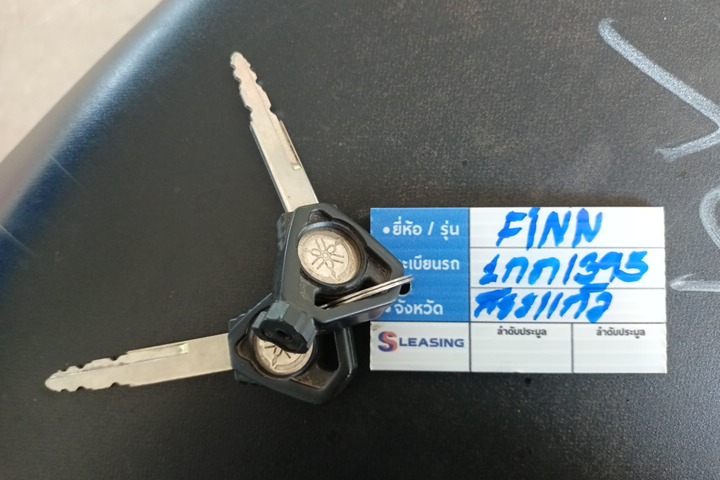 • ยี่ห้อ / รุ่น FINN
ะเบียนรถ 1กก1395
จังหวัด สระแก้ว
SLEASING ลำดับประมูล ลำดับประมูล